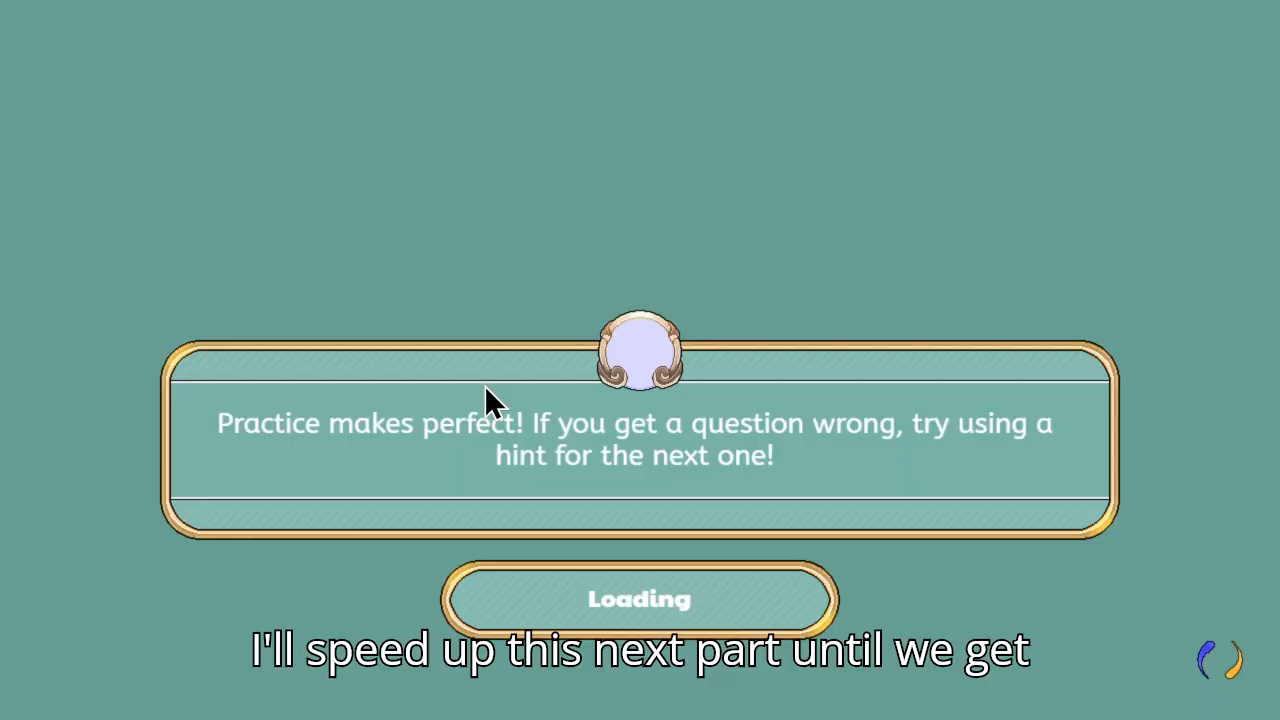 Practice makes perfect! If you get a question wrong, try using a
hint for the next one!
Loading
I'll speed up this next part until we get